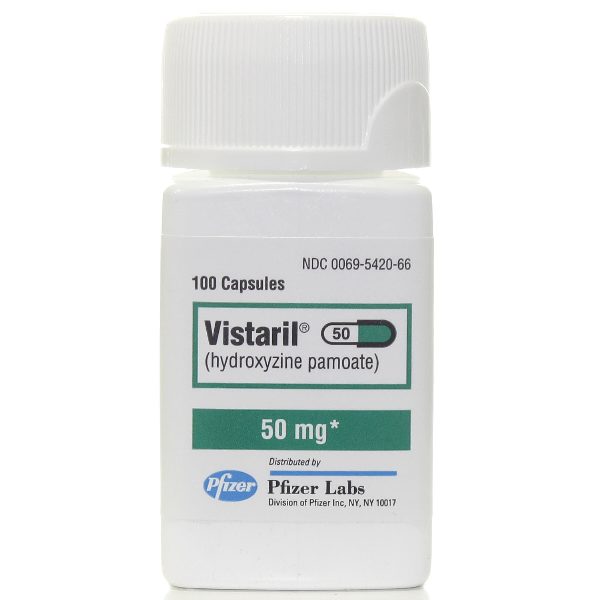 NDC 0069-5420-66
100 Capsules
Vistaril® 50
(hydroxyzine pamoate)
50 mg*
Distributed by
Pfizer Pfizer Labs
Division of Pfizer Inc, NY, NY 10017